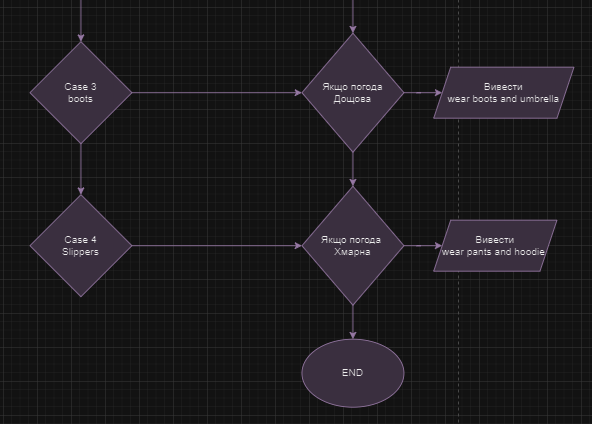 Case 3
boots
Якщо погода
Дощова
Вивести
wear boots and umbrella
Case 4
Slippers
Якщо погода
Хмарна
Вивести
wear pants and hoodie
END